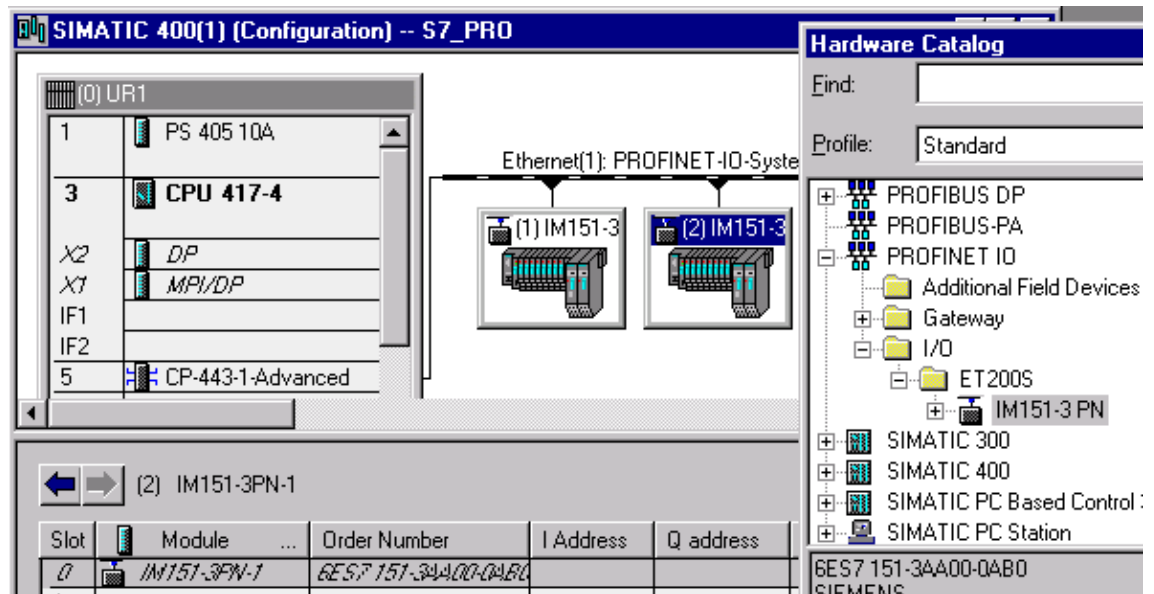 SIMATIC 400(1) (Configuration) -- S7_PRO
(0) UR1
1 PS 405 10A
3 CPU 417-4
X2 DP
X1 MPI/DP
IF1
IF2
5 CP-443-1-Advanced
Ethernet(1): PROFINET-IO-Syste
(1) IM151-3
(2) IM151-3
(2) IM151-3PN-1
Slot Module ... Order Number I Address Q address
0 IM151-3PN-1 6ES7 151-3AA00-0AB0
Hardware Catalog
Find:
Profile: Standard
PROFIBUS DP
PROFIBUS-PA
PROFINET IO
Additional Field Devices
Gateway
I/O
ET200S
IM151-3 PN
SIMATIC 300
SIMATIC 400
SIMATIC PC Based Control
SIMATIC PC Station
6ES7 151-3AA00-0AB0
SIEMENS